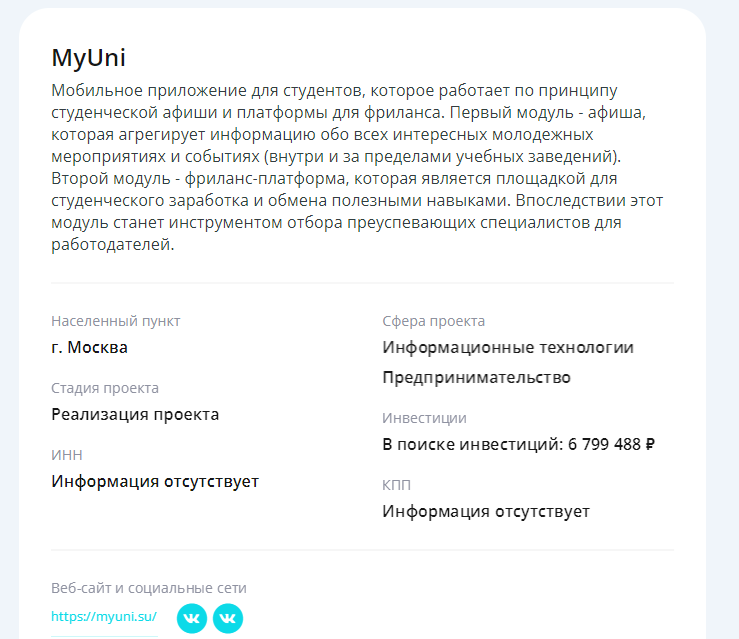 MyUni
Мобильное приложение для студентов, которое работает по принципу
студенческой афиши и платформы для фриланса. Первый модуль - афиша,
которая агрегирует информацию обо всех интересных молодежных
мероприятиях и событиях (внутри и за пределами учебных заведений).
Второй модуль - фриланс-платформа, которая является площадкой для
студенческого заработка и обмена полезными навыками. Впоследствии этот
модуль станет инструментом отбора преуспевающих специалистов для
работодателей.
Населенный пункт
г. Москва
Стадия проекта
Реализация проекта
ИНН
Информация отсутствует
Сфера проекта
Информационные технологии
Предпринимательство
Инвестиции
В поиске инвестиций: 6 799 488 ₽
КПП
Информация отсутствует
Веб-сайт и социальные сети
https://myuni.su/